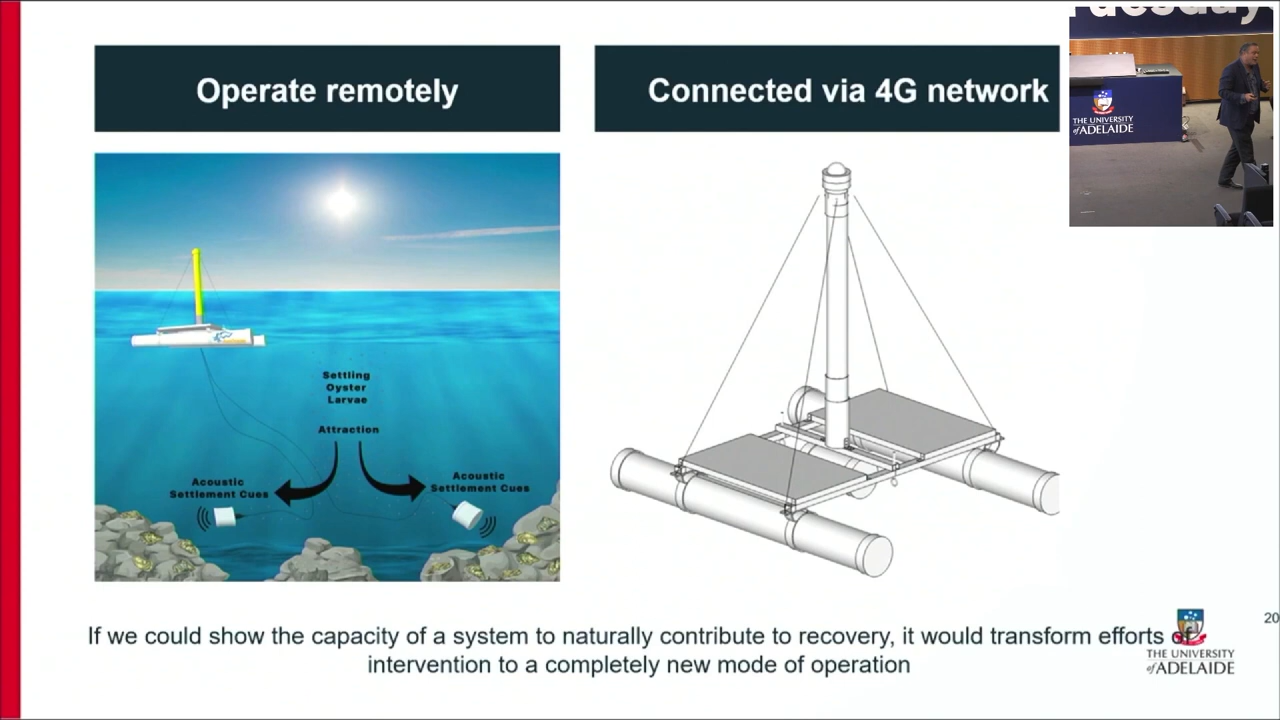 Operate remotely
Connected via 4G network
Tuesday
THE UNIVERSITY
of ADELAIDE
Settling
Oyster
Larvae
Attraction
Acoustic
Settlement Cues
Acoustic
Settlement Cues
If we could show the capacity of a system to naturally contribute to recovery, it would transform efforts of
intervention to a completely new mode of operation
THE UNIVERSITY
of ADELAIDE
20